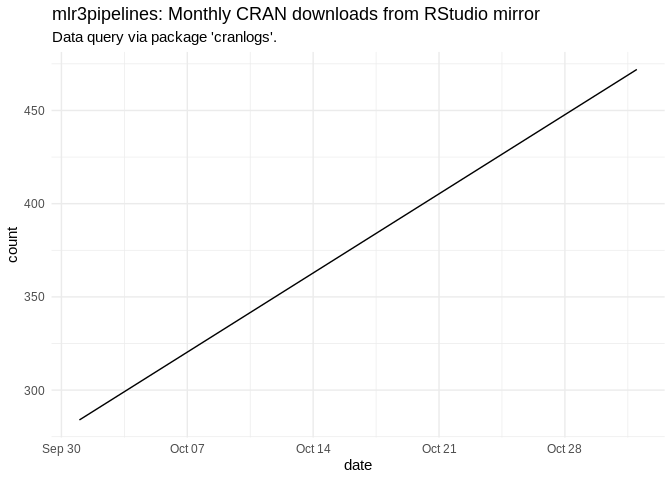 mlr3pipelines: Monthly CRAN downloads from RStudio mirror
Data query via package 'cranlogs'.
450
400
350
300
count
Sep 30
Oct 07
Oct 14
Oct 21
Oct 28
date